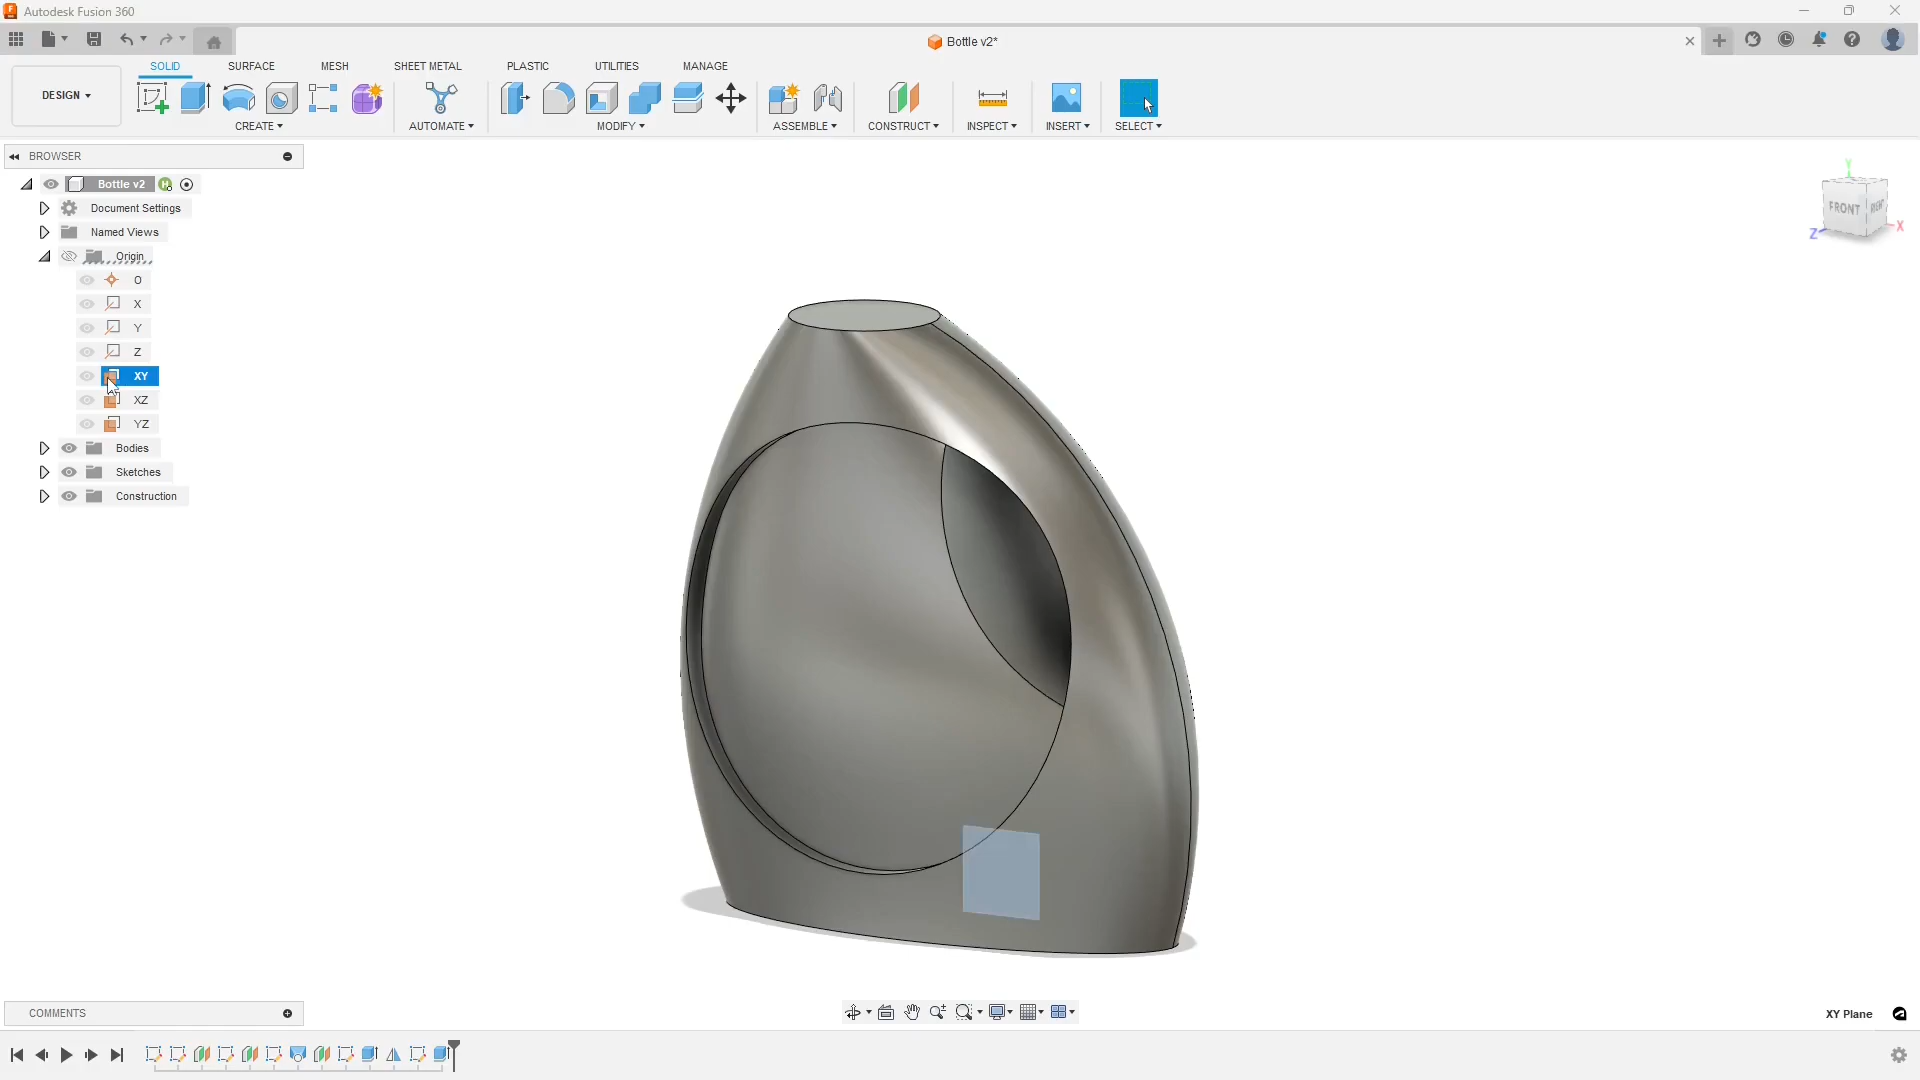 Autodesk Fusion 360
Bottle v2*
SOLID
SURFACE
MESH
SHEET METAL
PLASTIC
UTILITIES
MANAGE
DESIGN
CREATE
AUTOMATE
MODIFY
ASSEMBLE
CONSTRUCT
INSPECT
INSERT
SELECT
BROWSER
Bottle v2
Document Settings
Named Views
Origin
O
X
Y
Z
XY
XZ
YZ
Bodies
Sketches
Construction
Y
FRONT
RIGHT
X
Z
COMMENTS
XY Plane